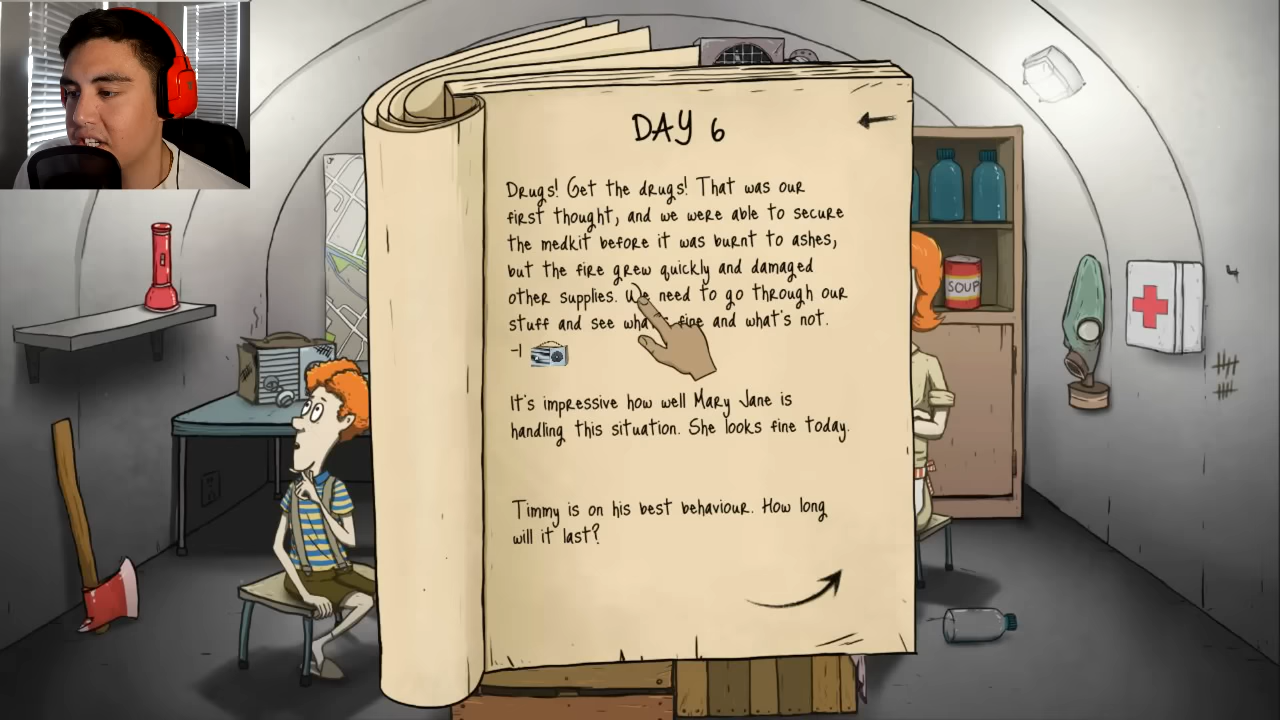 DAY 6
Drugs! Get the drugs! That was our
first thought, and we were able to secure
the medkit before it was burnt to ashes,
but the fire grew quickly and damaged
other supplies. We need to go through our
stuff and see what's fine and what's not.
-1
It's impressive how well Mary Jane is
handling this situation. She looks fine today.
Timmy is on his best behaviour. How long
will it last?
SOUP